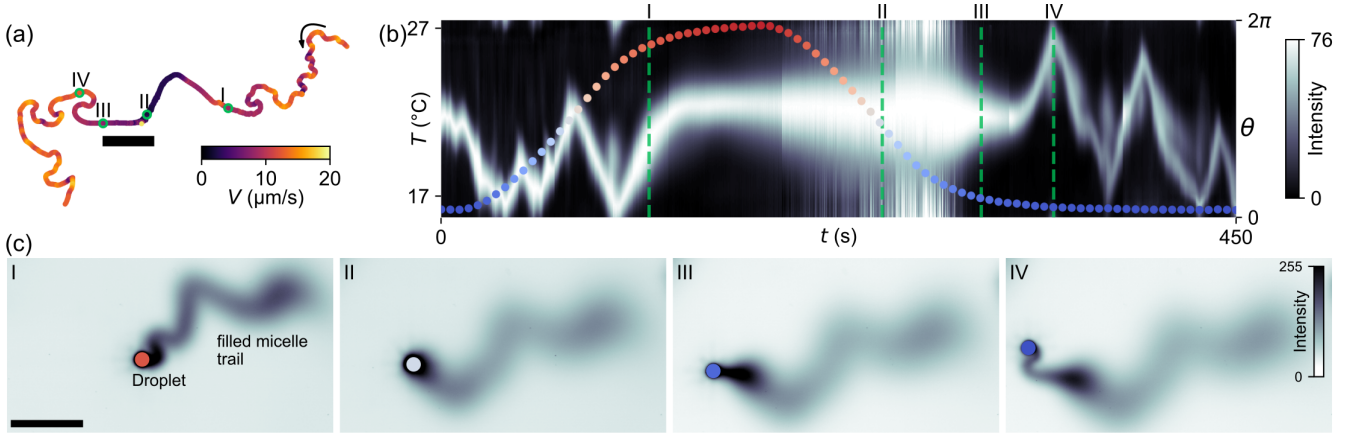 (a)
IV
III
II
I
0 10 20
V (μm/s)
(b)
I II III IV
27
T (°C)
17
0
t (s)
450
2π
θ
0
76
Intensity
0
(c)
I
filled micelle
trail
Droplet
II
III
IV
255
Intensity
0